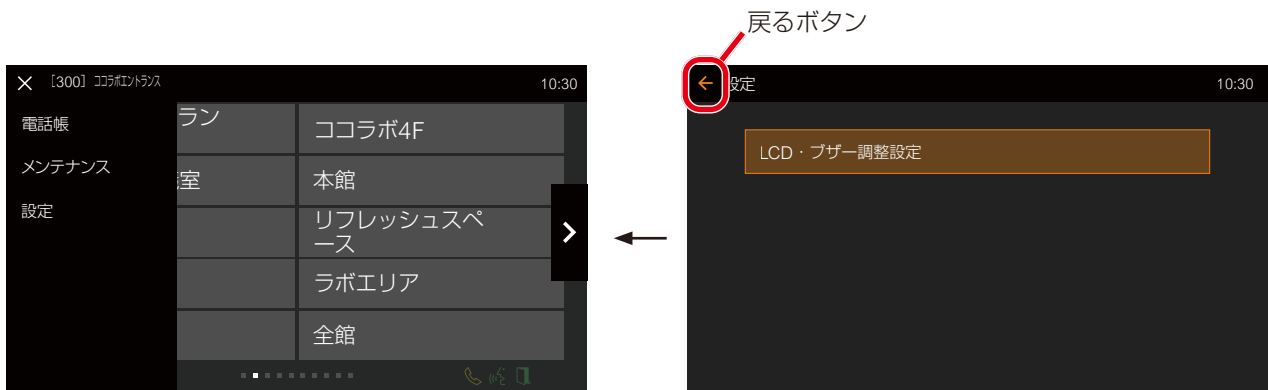 戻るボタン
[300] ココラボエントランス
10:30
電話帳
メンテナンス
設定
ラン
室
ココラボ4F
本館
リフレッシュスペ
ース
ラボエリア
全館
設定
10:30
LCD・ブザー調整設定